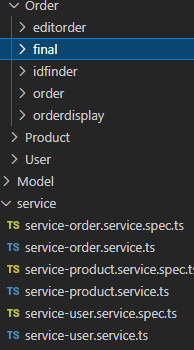 Order
editorder
final
idfinder
order
orderdisplay
Product
User
Model
service
TS service-order.service.spec.ts
TS service-order.service.ts
TS service-product.service.spec.ts
TS service-product.service.ts
TS service-user.service.spec.ts
TS service-user.service.ts